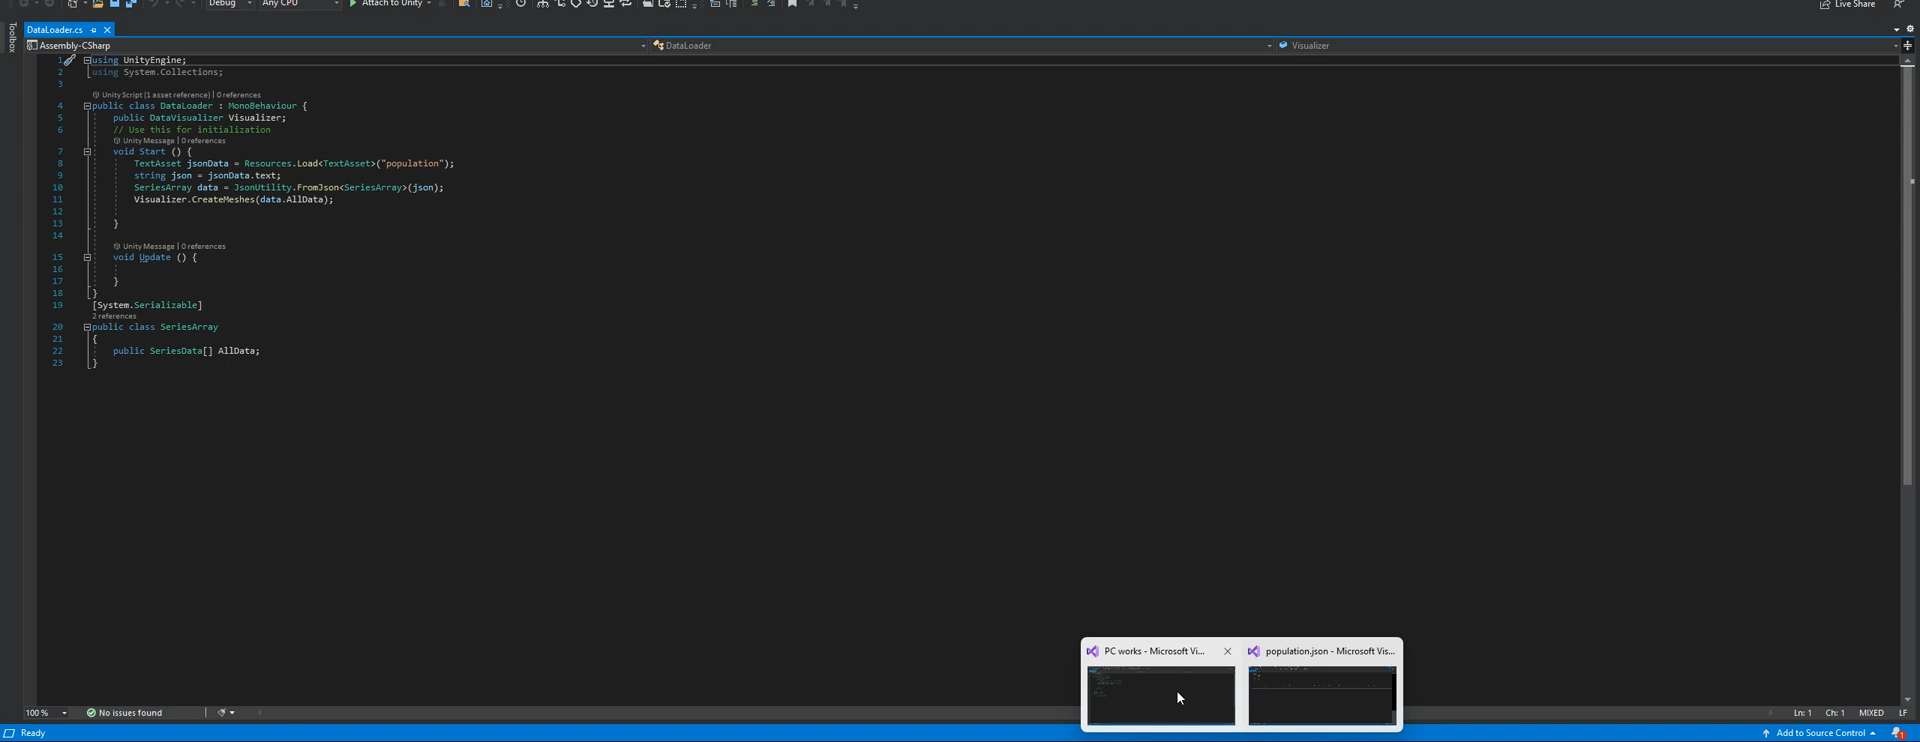 Debug Any CPU Attach to Unity Live Share
Toolbox
DataLoader.cs
Assembly-CSharp DataLoader Visualizer
1 using UnityEngine;
2 using System.Collections;
3
Unity Script (1 asset reference) | 0 references
4 public class DataLoader : MonoBehaviour {
5 public DataVisualizer Visualizer;
6 // Use this for initialization
Unity Message | 0 references
7 void Start () {
8 TextAsset jsonData = Resources.Load<TextAsset>("population");
9 string json = jsonData.text;
10 SeriesArray data = JsonUtility.FromJson<SeriesArray>(json);
11 Visualizer.CreateMeshes(data.AllData);
12
13 }
14
Unity Message | 0 references
15 void Update () {
16
17 }
18 }
19 [System.Serializable]
2 references
20 public class SeriesArray
21 {
22 public SeriesData[] AllData;
23 }
PC works - Microsoft Vi... population.json - Microsoft Vis...
100 % No issues found Ln: 1 Ch: 1 MIXED LF
Ready Add to Source Control 1